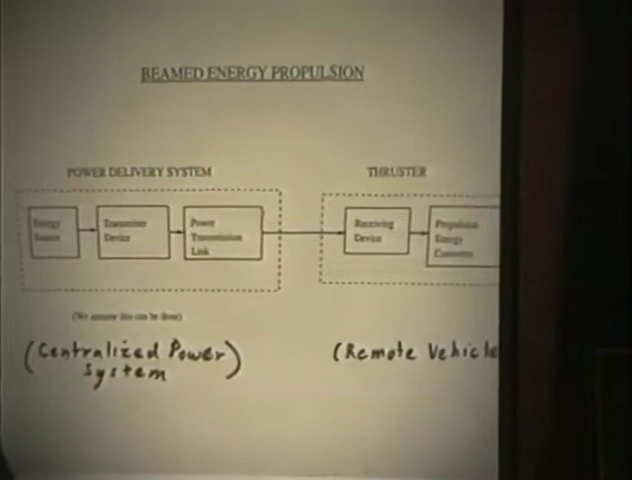 BEAMED ENERGY PROPULSION
POWER DELIVERY SYSTEM
THRUSTER
Energy
Source
Transmitter
Device
Power
Transmission
Link
Receiving
Device
Propulsion
Energy
Converter
(We assume this can be done)
(Centralized Power
System)
(Remote Vehicle